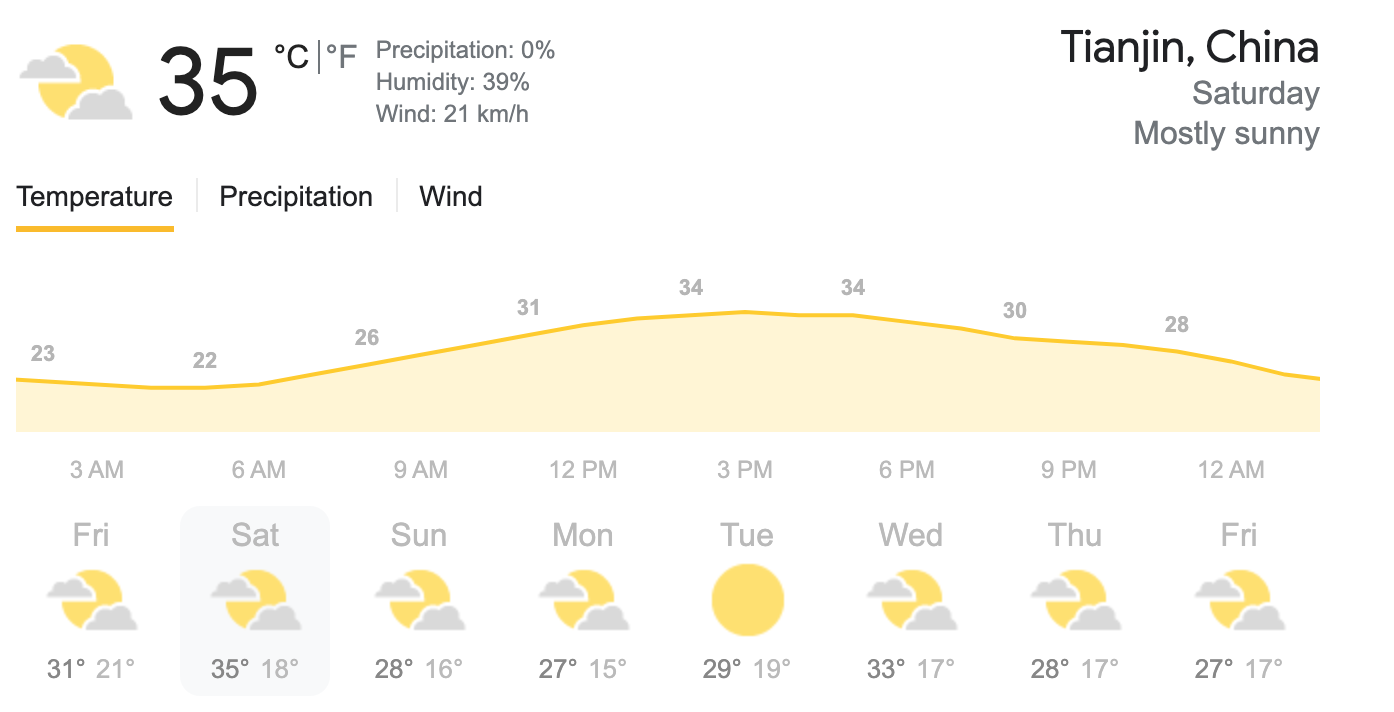 35 °C | °F
Precipitation: 0%
Humidity: 39%
Wind: 21 km/h
Tianjin, China
Saturday
Mostly sunny
Temperature Precipitation Wind
23 22 26 31 34 34 30 28
3 AM 6 AM 9 AM 12 PM 3 PM 6 PM 9 PM 12 AM
Fri Sat Sun Mon Tue Wed Thu Fri
31° 21° 35° 18° 28° 16° 27° 15° 29° 19° 33° 17° 28° 17° 27° 17°